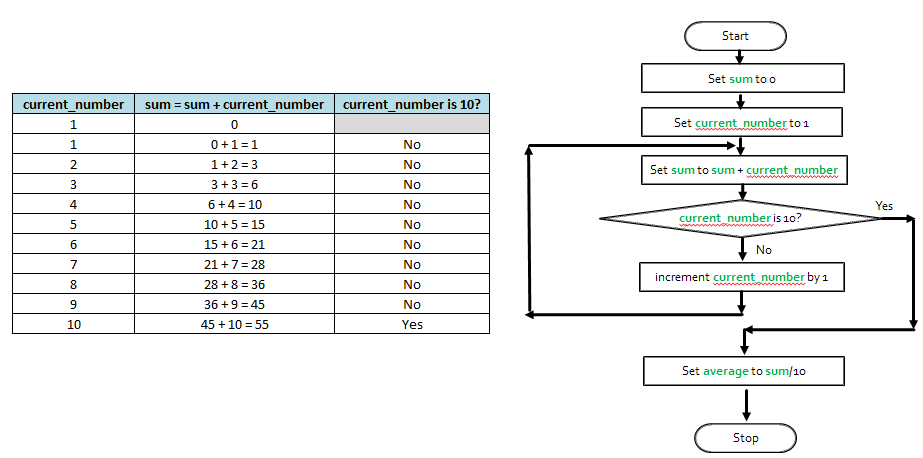 current_number sum = sum + current_number current_number is 10?
1 0
1 0 + 1 = 1 No
2 1 + 2 = 3 No
3 3 + 3 = 6 No
4 6 + 4 = 10 No
5 10 + 5 = 15 No
6 15 + 6 = 21 No
7 21 + 7 = 28 No
8 28 + 8 = 36 No
9 36 + 9 = 45 No
10 45 + 10 = 55 Yes
Start
Set sum to 0
Set current_number to 1
Set sum to sum + current_number
current_number is 10?
Yes
No
increment current_number by 1
Set average to sum/10
Stop